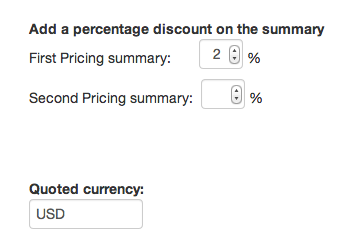 Add a percentage discount on the summary
First Pricing summary: 2 %
Second Pricing summary: %
Quoted currency:
USD